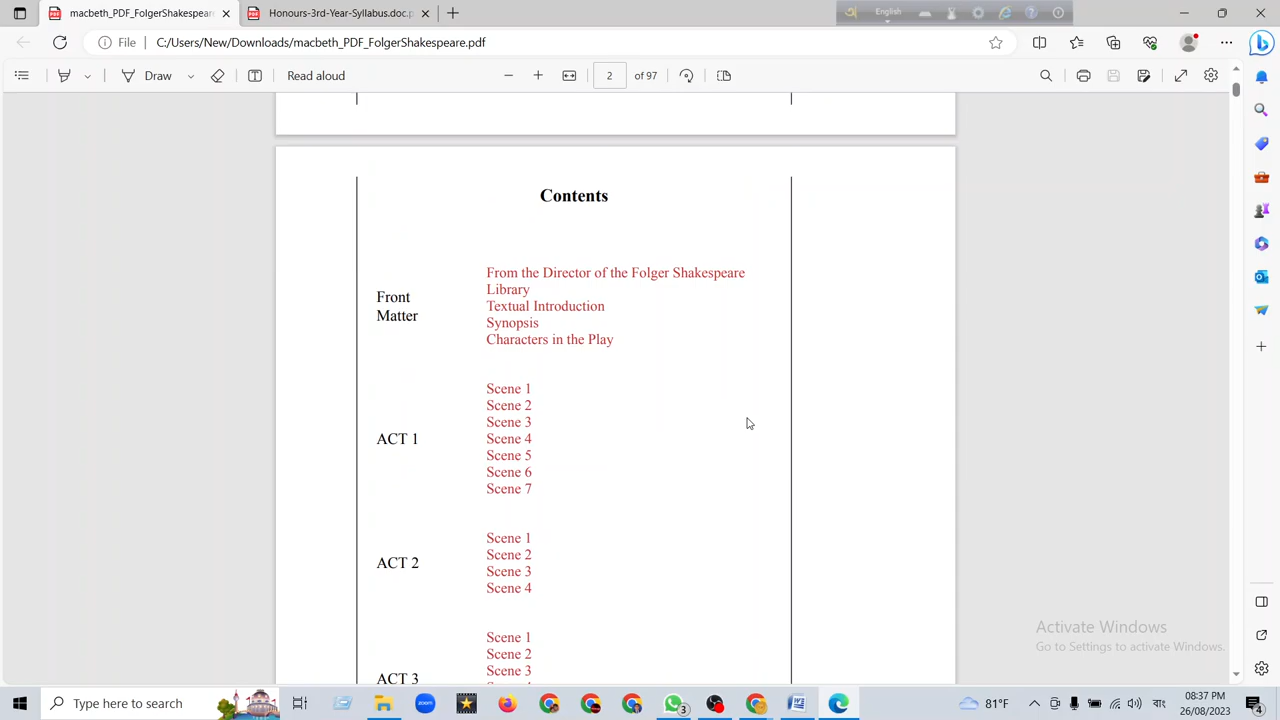 macbeth_PDF_FolgerShakespeare
Honours-3rd-Year-Syllabus.doc.p
English
File
C:/Users/New/Downloads/macbeth_PDF_FolgerShakespeare.pdf
Draw
Read aloud
2
of 97
Contents
Front
Matter
From the Director of the Folger Shakespeare
Library
Textual Introduction
Synopsis
Characters in the Play
ACT 1
Scene 1
Scene 2
Scene 3
Scene 4
Scene 5
Scene 6
Scene 7
ACT 2
Scene 1
Scene 2
Scene 3
Scene 4
ACT 3
Scene 1
Scene 2
Scene 3
Activate Windows
Go to Settings to activate Windows.
Type here to search
zoom
3
81°F
বাং
08:37 PM
26/08/2023
4